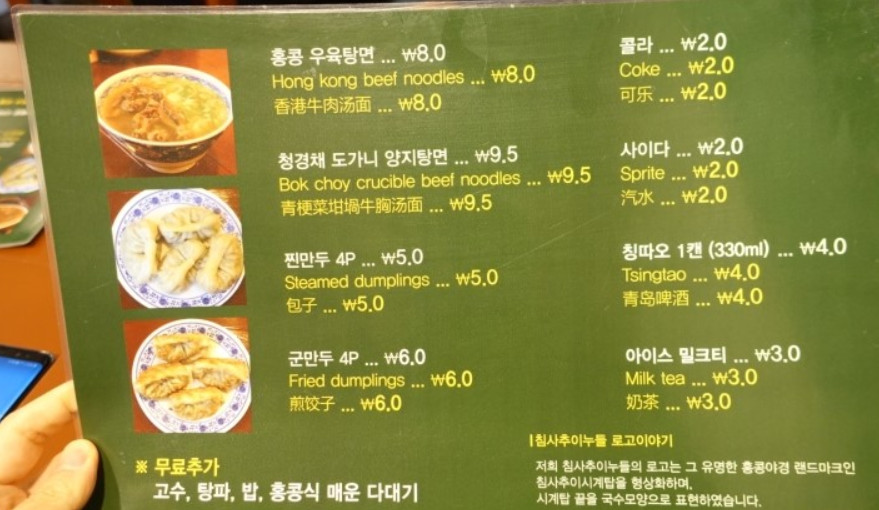 홍콩 우육탕면 ... ₩8.0
Hong kong beef noodles ... ₩8.0
香港牛肉汤面 ... ₩8.0
청경채 도가니 양지탕면 ... ₩9.5
Bok choy crucible beef noodles ... ₩9.5
青梗菜坩埚牛胸汤面 ... ₩9.5
찐만두 4P ... ₩5.0
Steamed dumplings ... ₩5.0
包子 ... ₩5.0
군만두 4P ... ₩6.0
Fried dumplings ... ₩6.0
煎饺子 ... ₩6.0
※ 무료추가
고수, 탕파, 밥, 홍콩식 매운 다대기
콜라 ... ₩2.0
Coke ... ₩2.0
可乐 ... ₩2.0
사이다 ... ₩2.0
Sprite ... ₩2.0
汽水 ... ₩2.0
칭따오 1캔 (330ml) ... ₩4.0
Tsingtao ... ₩4.0
青岛啤酒 ... ₩4.0
아이스 밀크티 ... ₩3.0
Milk tea ... ₩3.0
奶茶 ... ₩3.0
|침사추이누들 로고이야기
저희 침사추이누들의 로고는 그 유명한 홍콩야경 랜드마크인
침사추이시계탑을 형상화하며,
시계탑 끝을 국수모양으로 표현하였습니다.